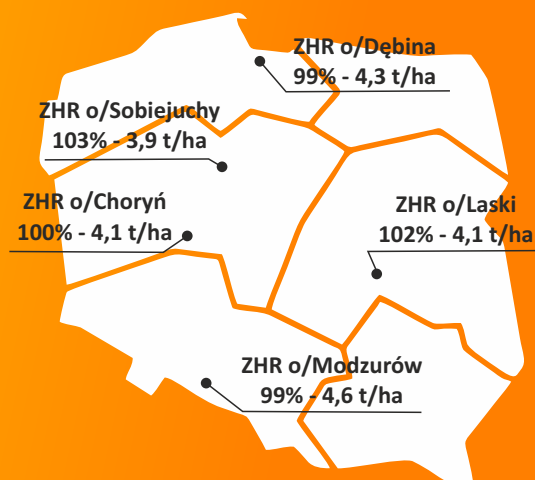 ZHR o/Dębina
99% - 4,3 t/ha
ZHR o/Sobiejuchy
103% - 3,9 t/ha
ZHR o/Choryń
100% - 4,1 t/ha
ZHR o/Laski
102% - 4,1 t/ha
ZHR o/Modzurów
99% - 4,6 t/ha